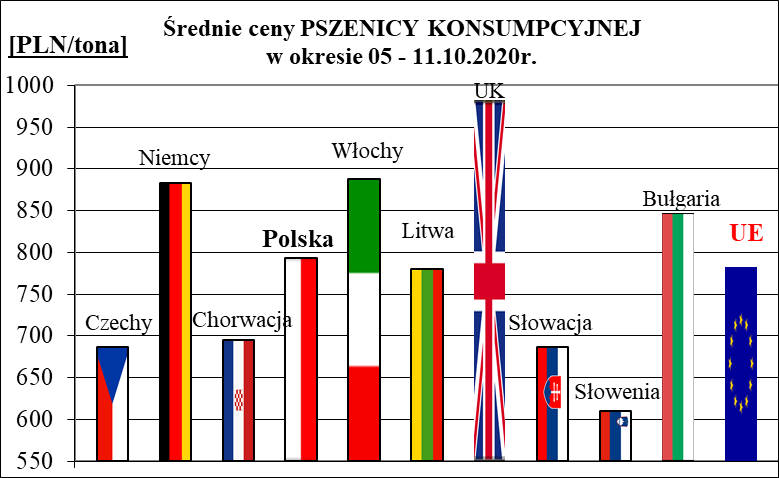 Średnie ceny PSZENICY KONSUMPCYJNEJ
w okresie 05 - 11.10.2020r.
[PLN/tona]
1000
950
900
850
800
750
700
650
600
550
Czechy
Niemcy
Chorwacja
Polska
Włochy
Litwa
UK
Słowacja
Słowenia
Bułgaria
UE